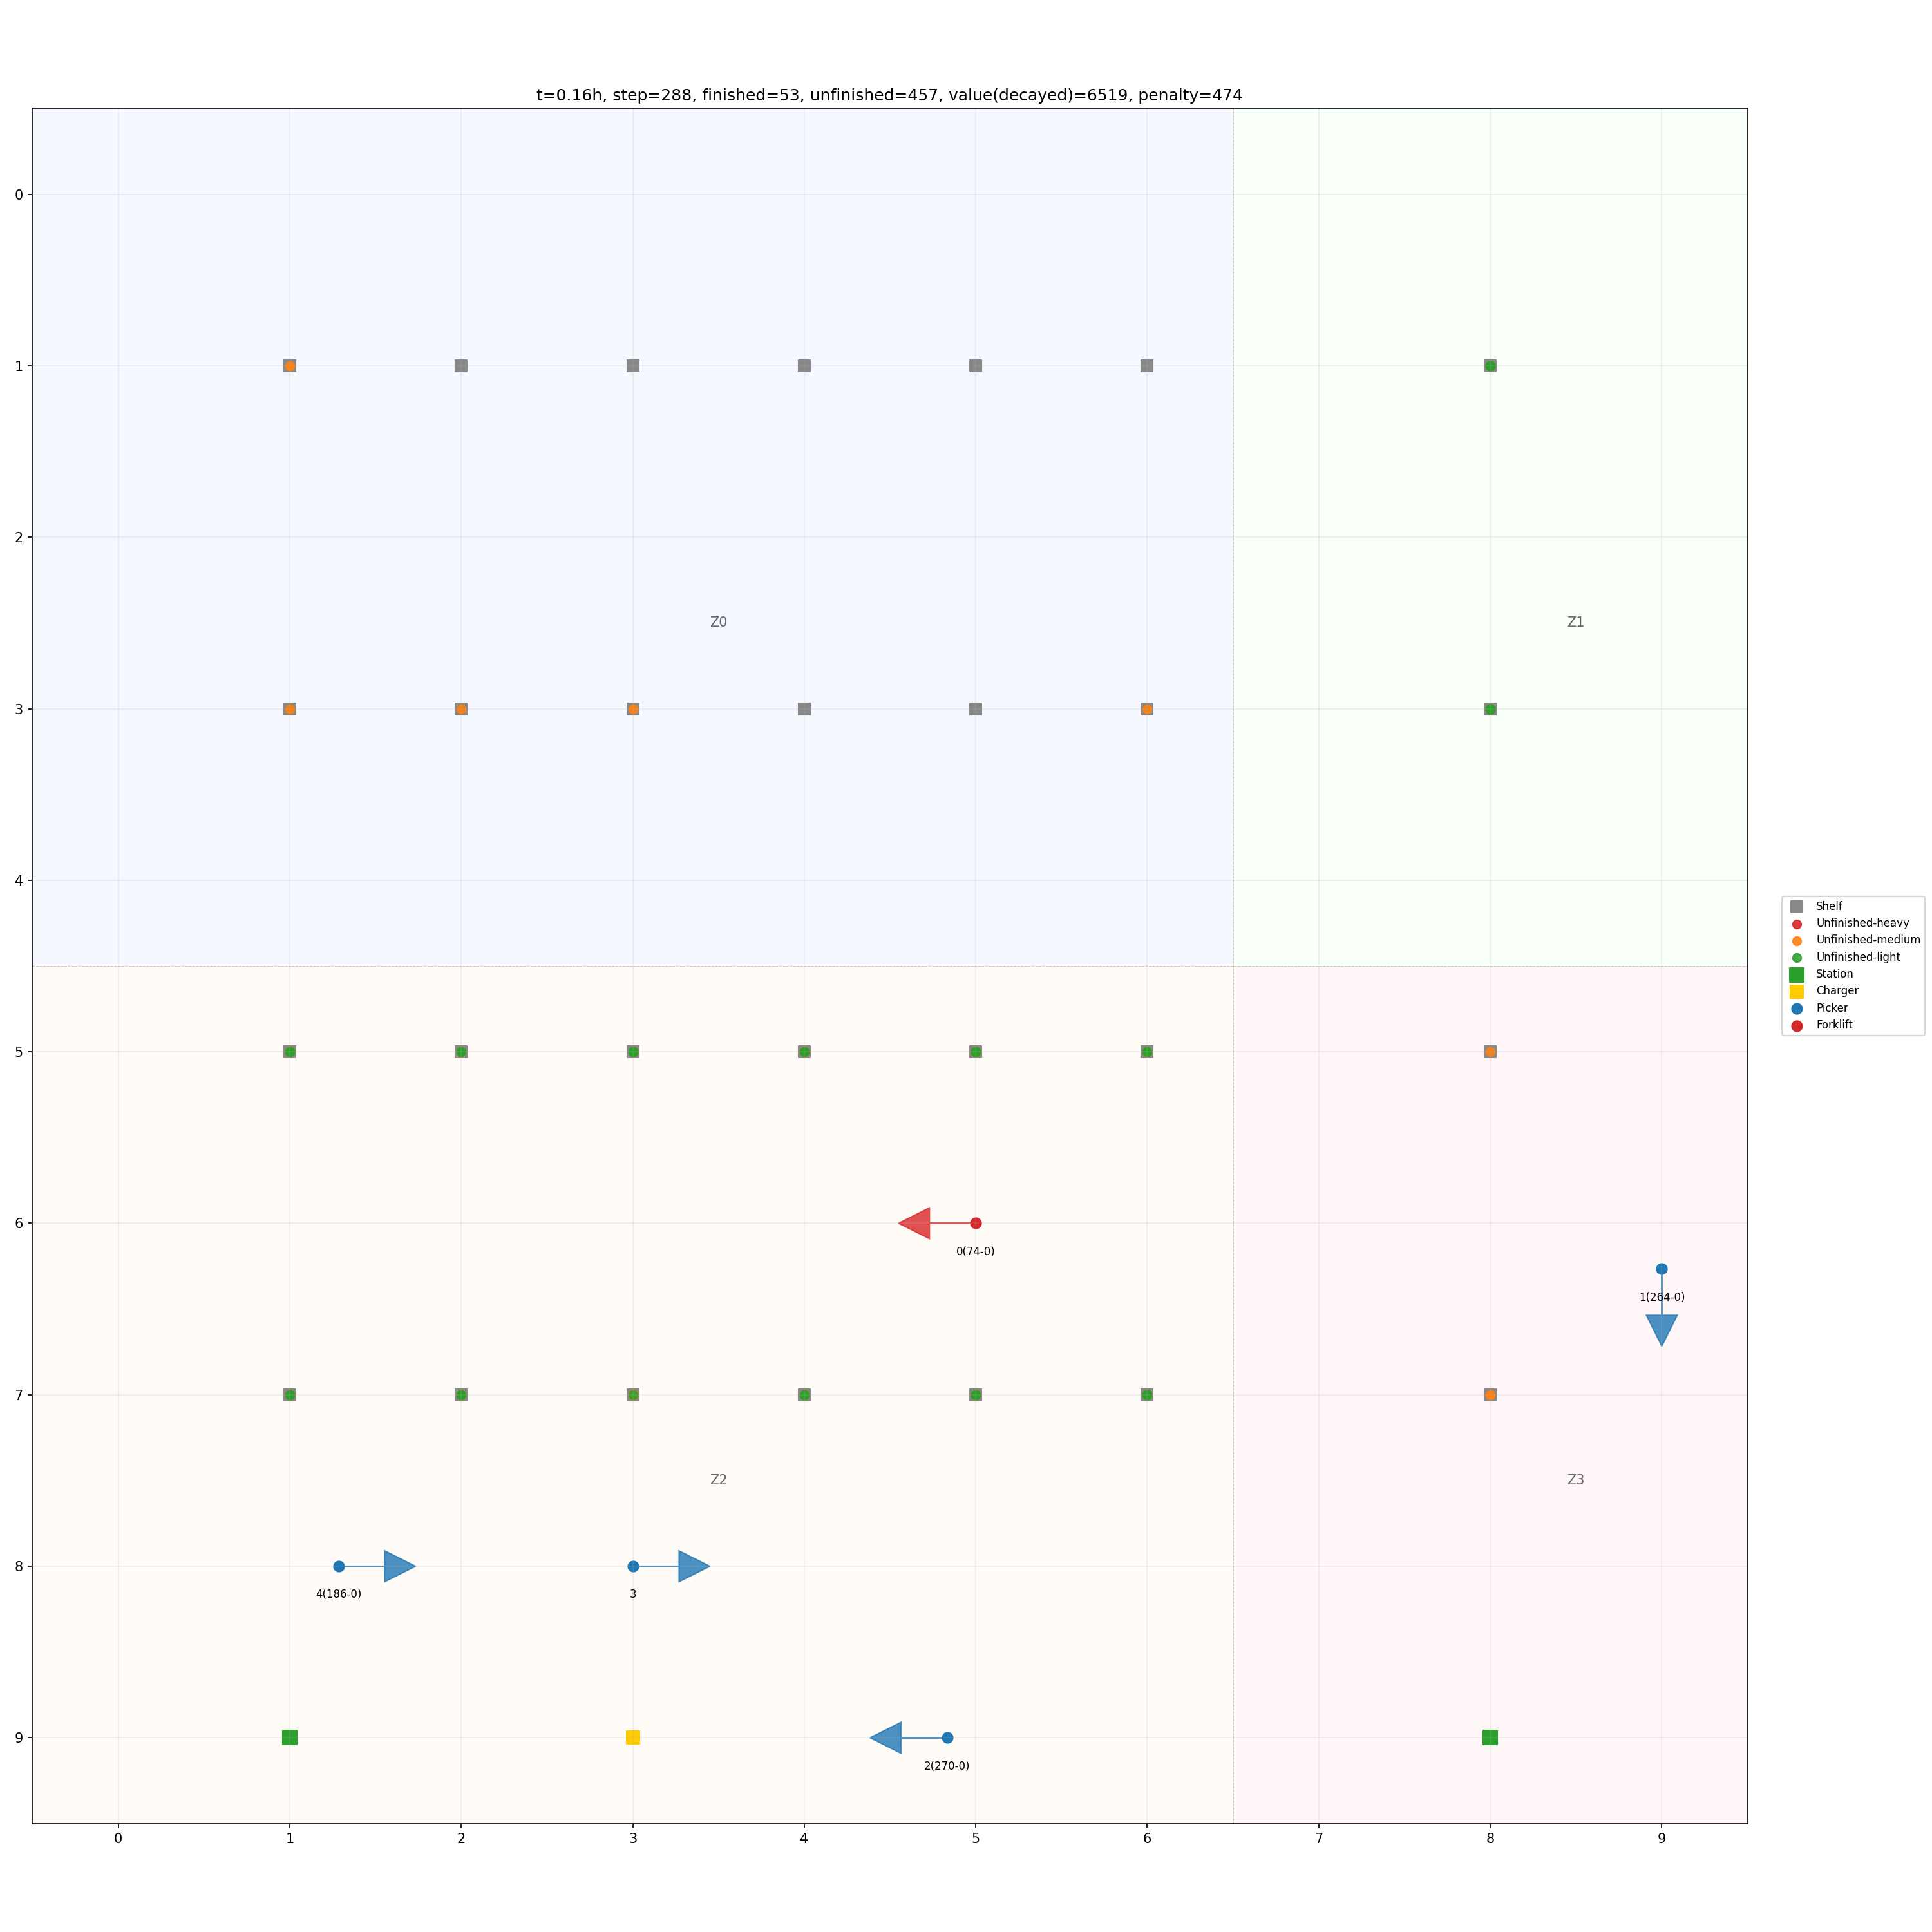 t=0.16h, step=288, finished=53, unfinished=457, value(decayed)=6519, penalty=474
0
1
2
Z0
Z1
3
4
Shelf
Unfinished-heavy
Unfinished-medium
Unfinished-light
Station
Charger
Picker
Forklift
5
6
0(74-0)
1(264-0)
7
Z2
Z3
8
4(186-0)
3
9
2(270-0)
0 1 2 3 4 5 6 7 8 9